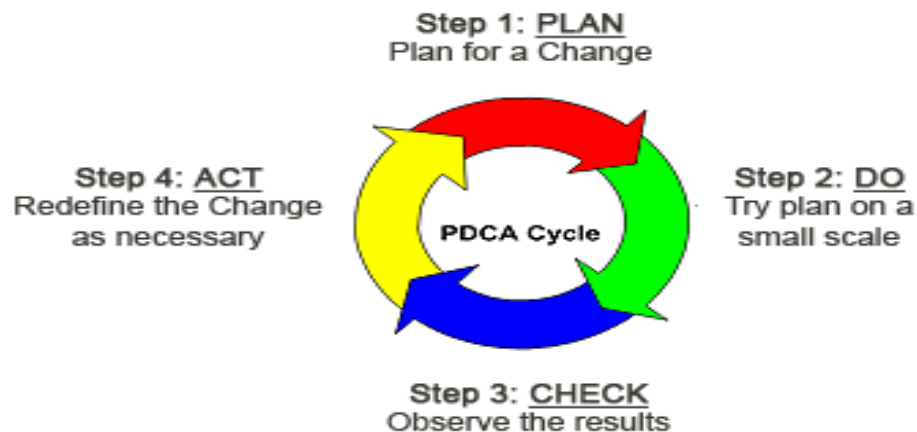 Step 1: PLAN
Plan for a Change
Step 2: DO
Try plan on a
small scale
Step 3: CHECK
Observe the results
Step 4: ACT
Redefine the Change
as necessary
PDCA Cycle